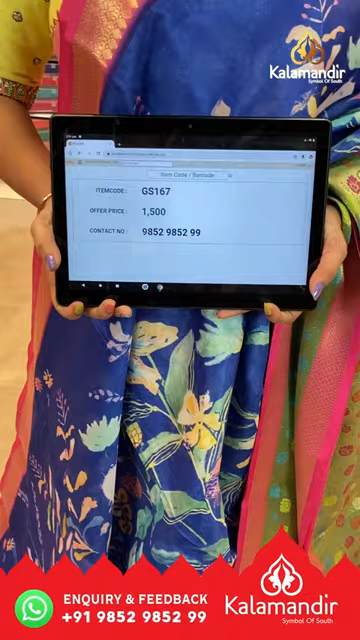 Kalamandir
Symbol Of South
Item Code / Barcode
ITEMCODE : GS167
OFFER PRICE : 1,500
CONTACT NO : 9852 9852 99
ENQUIRY & FEEDBACK
+91 9852 9852 99
Kalamandir
Symbol Of South